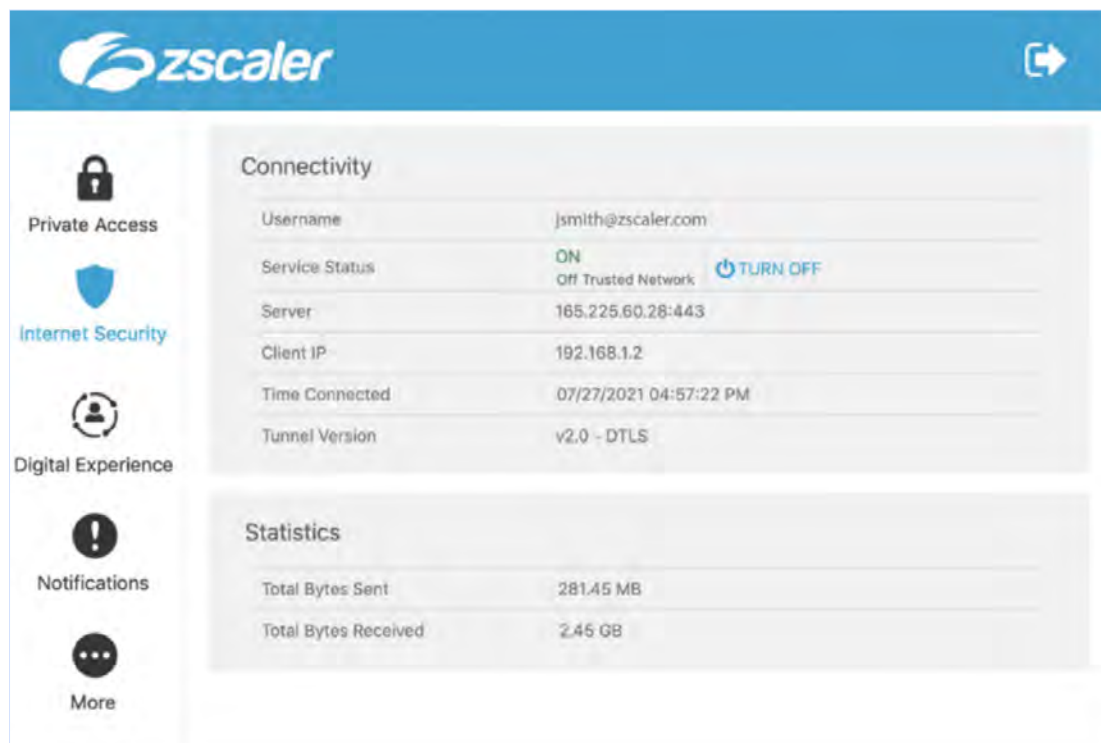 zscaler
Private Access
Internet Security
Digital Experience
Notifications
More
Connectivity
Username jsmith@zscaler.com
Service Status ON
Off Trusted Network TURN OFF
Server 165.225.60.28:443
Client IP 192.168.1.2
Time Connected 07/27/2021 04:57:22 PM
Tunnel Version v2.0 - DTLS
Statistics
Total Bytes Sent 281.45 MB
Total Bytes Received 2.45 GB